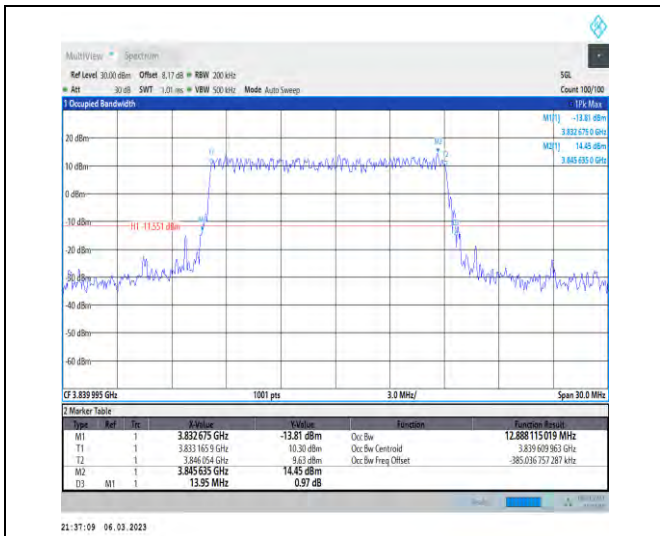 MultiView Spectrum
Ref Level 30.00 dBm Offset 8.17 dB RBW 200 kHz SGL
Att 30 dB SWT 1.01 ms VBW 500 kHz Mode Auto Sweep Count 100/100
1 Occupied Bandwidth 1Pk Max
M1[1] -13.81 dBm
3.832 675 0 GHz
M2[1] 14.45 dBm
3.845 635 0 GHz
20 dBm
10 dBm
0 dBm
-10 dBm
H1 -11.551 dBm
-20 dBm
-30 dBm
-40 dBm
-50 dBm
-60 dBm
M2
T2
CF 3.839 995 GHz 1001 pts 3.0 MHz/ Span 30.0 MHz
2 Marker Table
Type Ref Trc X-Value Y-Value Function Function Result
M1 1 3.832 675 GHz -13.81 dBm Occ Bw 12.888 115 019 MHz
T1 1 3.833 165 9 GHz 10.30 dBm Occ Bw Centroid 3.839 609 963 GHz
T2 1 3.846 054 GHz 9.63 dBm Occ Bw Freq Offset -385.036 757 287 kHz
M2 1 3.845 635 GHz 14.45 dBm
D3 M1 1 13.95 MHz 0.97 dB
21:37:09 06.03.2023